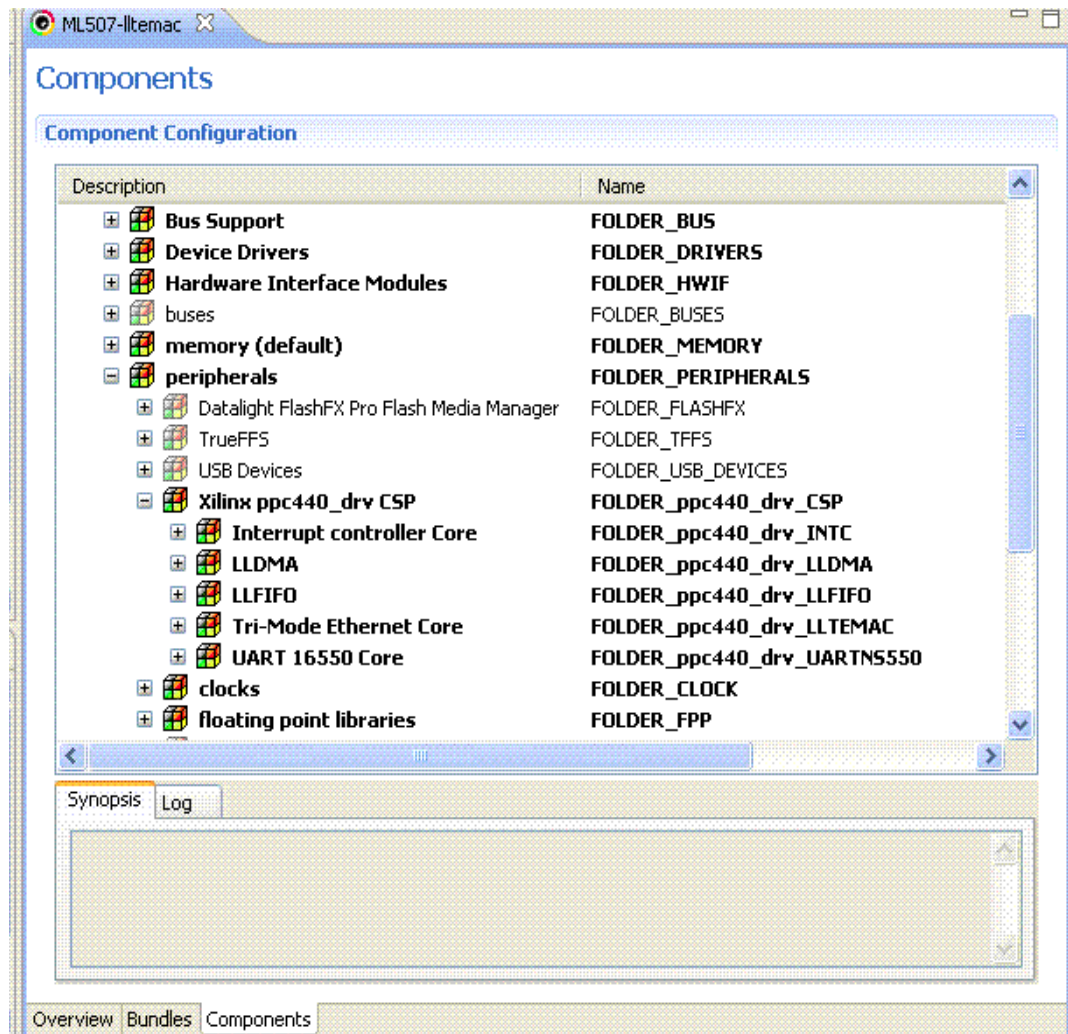 ML507-lltemac
Components
Component Configuration
Description Name
Bus Support FOLDER_BUS
Device Drivers FOLDER_DRIVERS
Hardware Interface Modules FOLDER_HWIF
buses FOLDER_BUSES
memory (default) FOLDER_MEMORY
peripherals FOLDER_PERIPHERALS
Datalight FlashFX Pro Flash Media Manager FOLDER_FLASHFX
TrueFFS FOLDER_TFFS
USB Devices FOLDER_USB_DEVICES
Xilinx ppc440_drv CSP FOLDER_ppc440_drv_CSP
Interrupt controller Core FOLDER_ppc440_drv_INTC
LLDMA FOLDER_ppc440_drv_LLDMA
LLFIFO FOLDER_ppc440_drv_LLFIFO
Tri-Mode Ethernet Core FOLDER_ppc440_drv_LLTEMAC
UART 16550 Core FOLDER_ppc440_drv_UARTNS550
clocks FOLDER_CLOCK
floating point libraries FOLDER_FPP
Synopsis Log
Overview Bundles Components